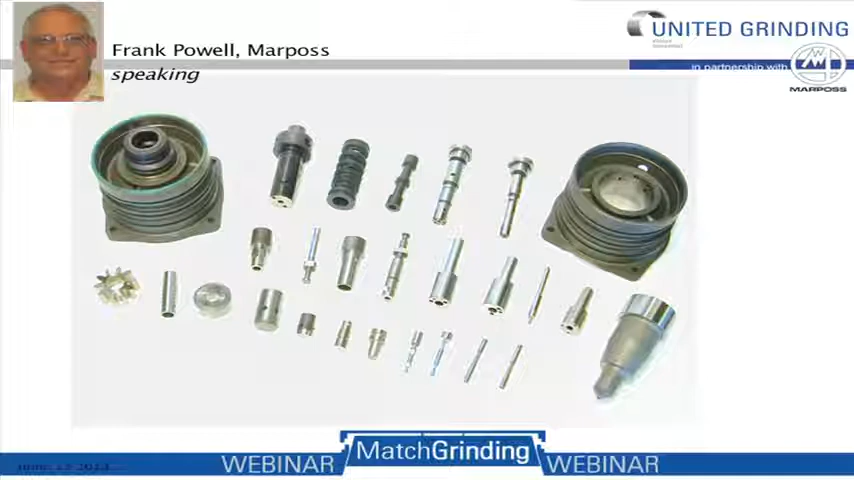 Frank Powell, Marposs
speaking
UNITED GRINDING
in partnership with
MARPOSS
MatchGrinding
WEBINAR
WEBINAR